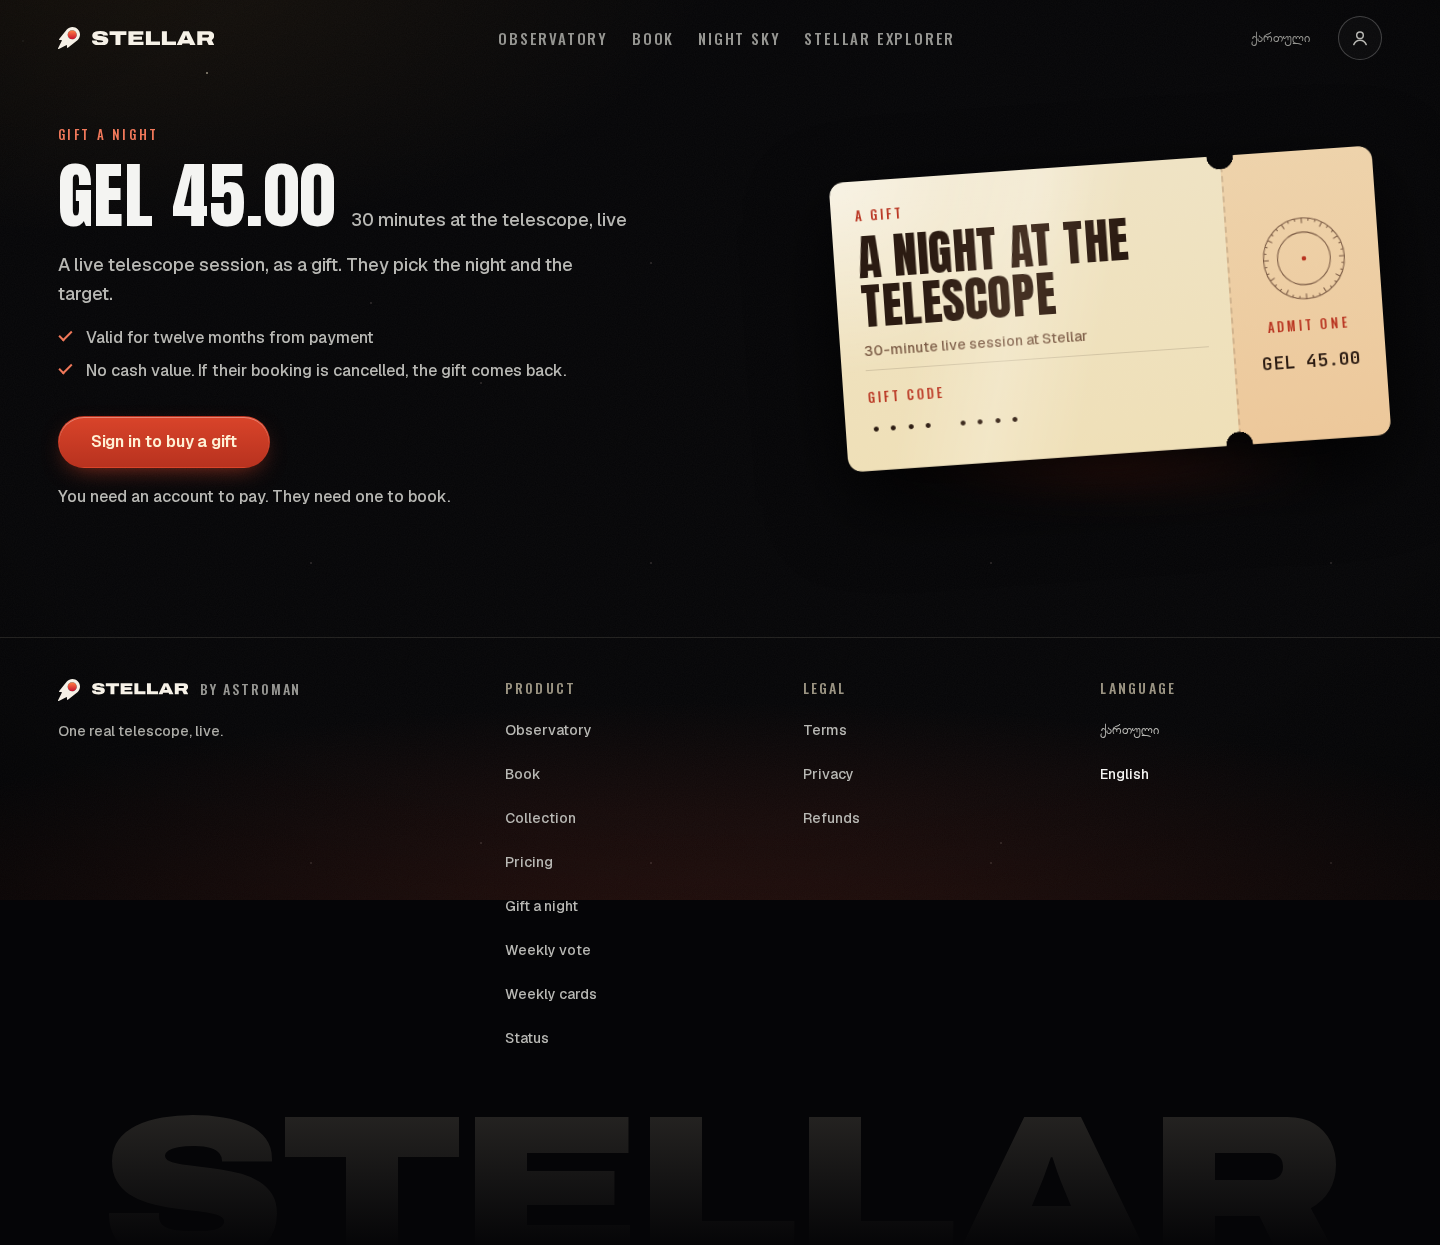 STELLAR
OBSERVATORY
BOOK
NIGHT SKY
STELLAR EXPLORER
ქართული
GIFT A NIGHT
GEL 45.00
30 minutes at the telescope, live
A live telescope session, as a gift. They pick the night and the
target.
Valid for twelve months from payment
No cash value. If their booking is cancelled, the gift comes back.
Sign in to buy a gift
You need an account to pay. They need one to book.
A GIFT
A NIGHT AT THE
TELESCOPE
30-minute live session at Stellar
GIFT CODE
•••• ••••
ADMIT ONE
GEL 45.00
STELLAR BY ASTROMAN
One real telescope, live.
PRODUCT
Observatory
Book
Collection
Pricing
Gift a night
Weekly vote
Weekly cards
Status
LEGAL
Terms
Privacy
Refunds
LANGUAGE
ქართული
English
STELLAR